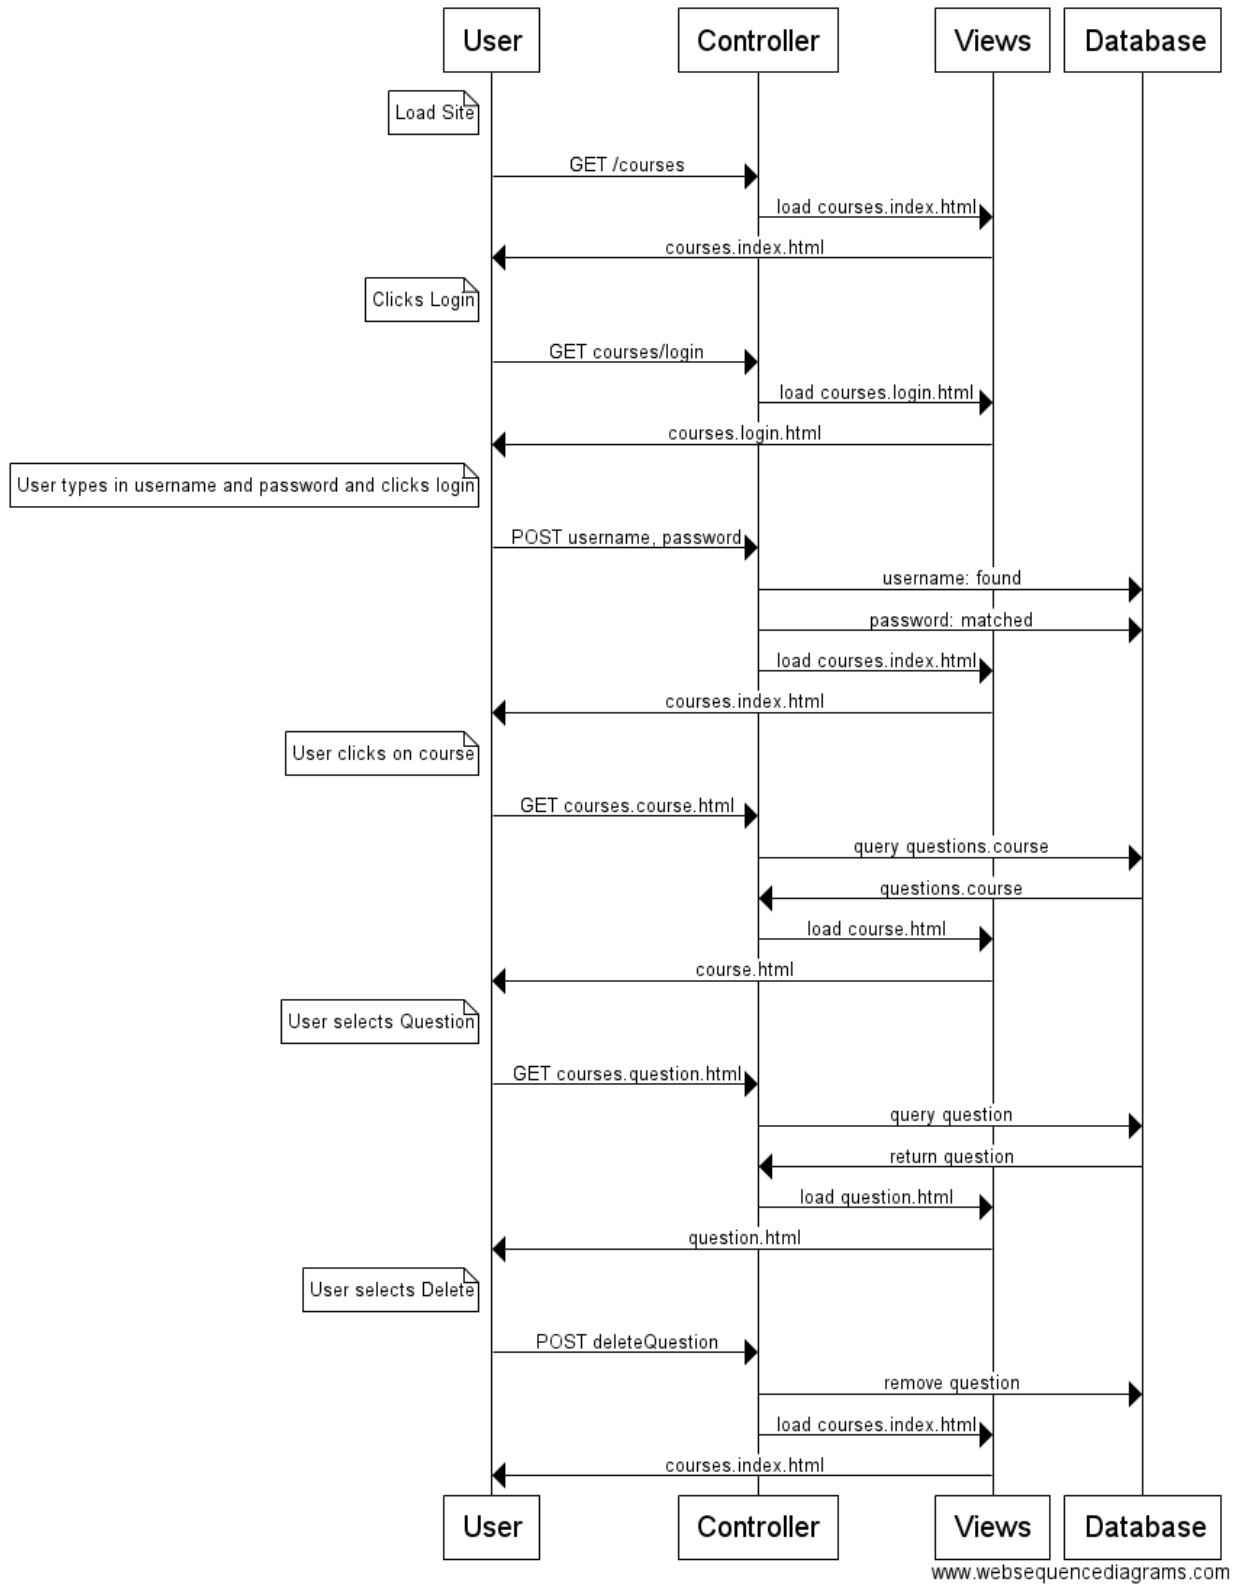 User Controller Views Database
Load Site
GET /courses
load courses.index.html
courses.index.html
Clicks Login
GET courses/login
load courses.login.html
courses.login.html
User types in username and password and clicks login
POST username, password
username: found
password: matched
load courses.index.html
courses.index.html
User clicks on course
GET courses.course.html
query questions.course
questions.course
load course.html
course.html
User selects Question
GET courses.question.html
query question
return question
load question.html
question.html
User selects Delete
POST deleteQuestion
remove question
load courses.index.html
courses.index.html
User Controller Views Database
www.websequencediagrams.com